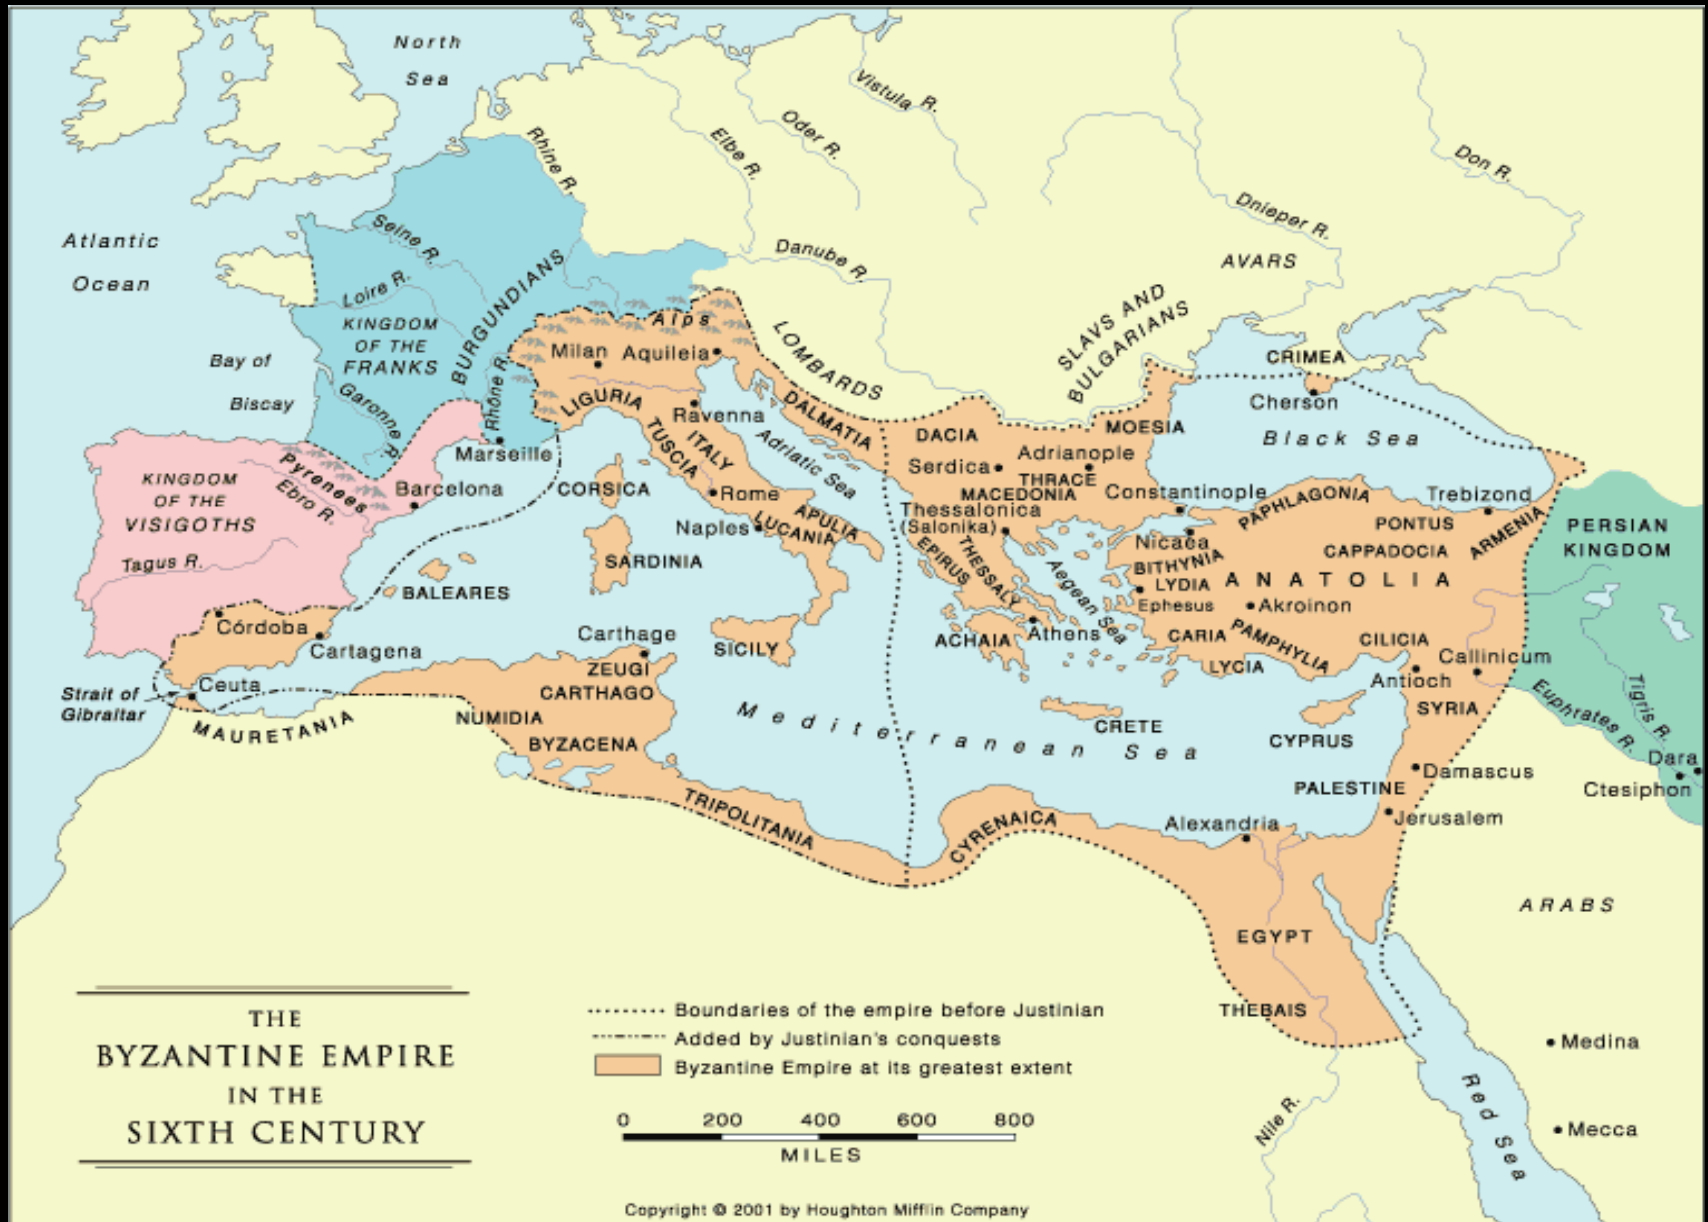 North
Sea
Vistula R.
Oder R.
Elbe R.
Rhine R.
Don R.
Dnieper R.
Atlantic
Ocean
Seine R.
Danube R.
AVARS
Loire R.
BURGUNDIANS
KINGDOM
OF THE
FRANKS
Alps
SLAVS AND
BULGARIANS
LOMBARDS
Milan
Aquileia
CRIMEA
Cherson
Bay of
Biscay
Garonne R.
Rhône R.
LIGURIA
Ravenna
DALMATIA
DACIA
MOESIA
Black Sea
TUSCIA
ITALY
Adriatic Sea
Marseille
Pyrenees
Ebro R.
KINGDOM
OF THE
VISIGOTHS
Barcelona
CORSICA
Rome
Serdica
Adrianople
THRACE
MACEDONIA
Constantinople
PAPHLAGONIA
Trebizond
Thessalonica
(Salonika)
Naples
LUCANIA
APULIA
PONTUS
ARMENIA
PERSIAN
KINGDOM
Nicaea
BITHYNIA
CAPPADOCIA
Tagus R.
SARDINIA
EPIRUS
THESSALY
Aegean Sea
LYDIA
ANATOLIA
BALEARES
Ephesus
Akroinon
Córdoba
Cartagena
Carthage
SICILY
ACHAIA
Athens
CARIA
PAMPHYLIA
CILICIA
LYCIA
Callinicum
Antioch
ZEUGI
CARTHAGO
Strait of
Gibraltar
Ceuta
MAURETANIA
NUMIDIA
BYZACENA
Mediterranean Sea
CRETE
CYPRUS
SYRIA
Euphrates R.
Tigris R.
Dara
Ctesiphon
Damascus
PALESTINE
Jerusalem
TRIPOLITANIA
CYRENAICA
Alexandria
ARABS
EGYPT
THEBAIS
Medina
Mecca
Nile R.
Red Sea
THE
BYZANTINE EMPIRE
IN THE
SIXTH CENTURY
Boundaries of the empire before Justinian
Added by Justinian's conquests
Byzantine Empire at its greatest extent
0 200 400 600 800
MILES
Copyright © 2001 by Houghton Mifflin Company